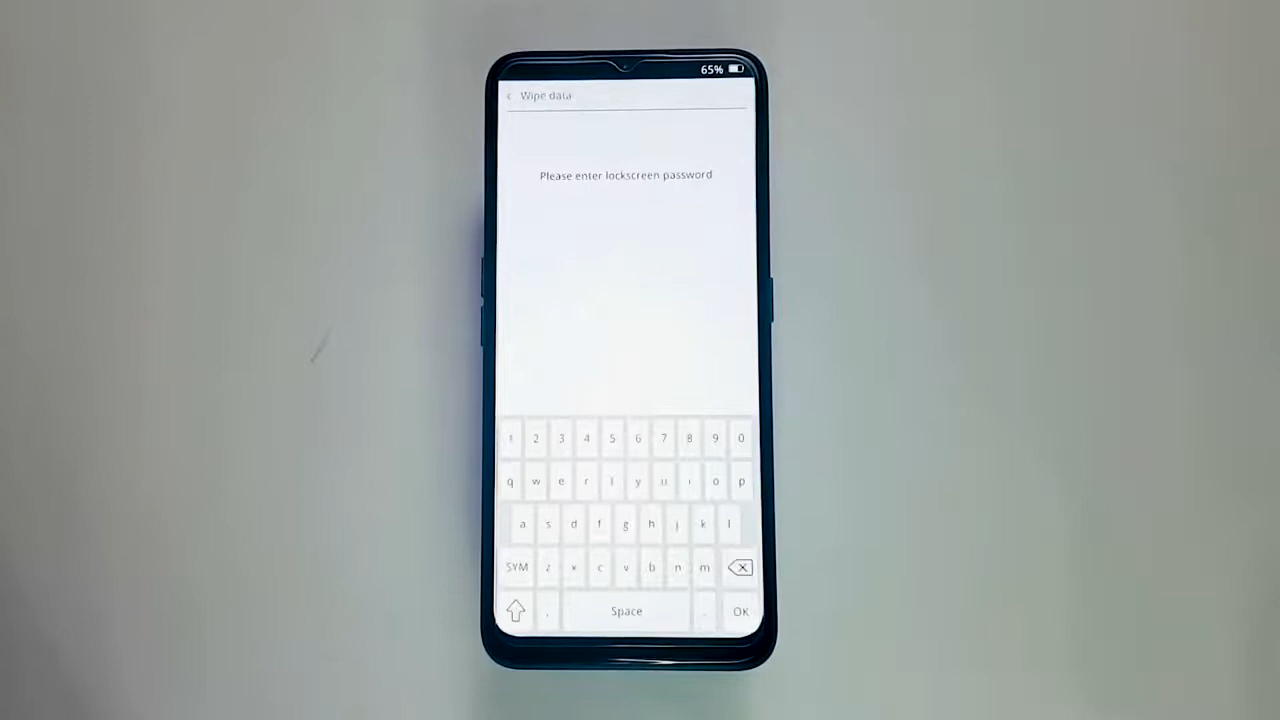 65%
Wipe data
Please enter lockscreen password
1 2 3 4 5 6 7 8 9 0
q w e r t y u i o p
a s d f g h j k l
SYM z x c v b n m
, Space . OK